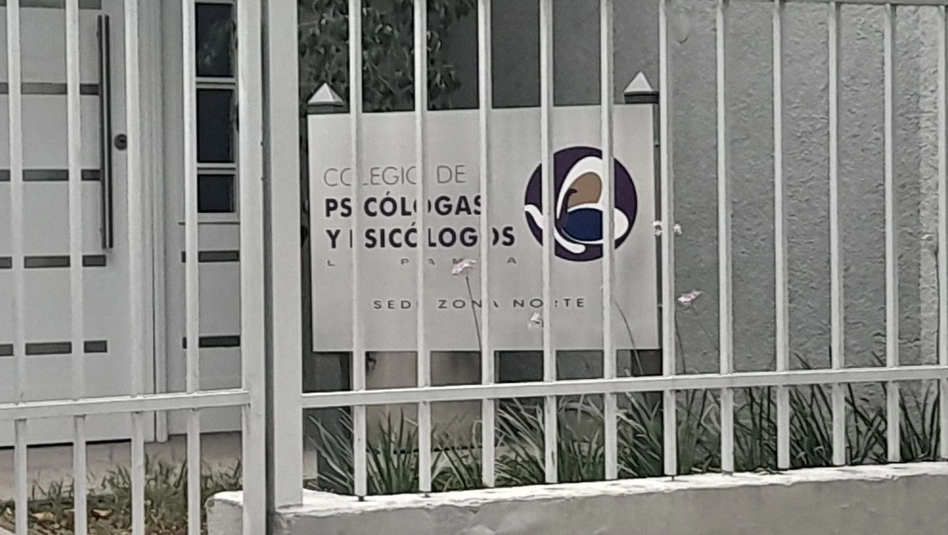 COLEGIO DE
PSICÓLOGAS
Y PSICÓLOGOS
LA PAMPA
SEDE ZONA NORTE